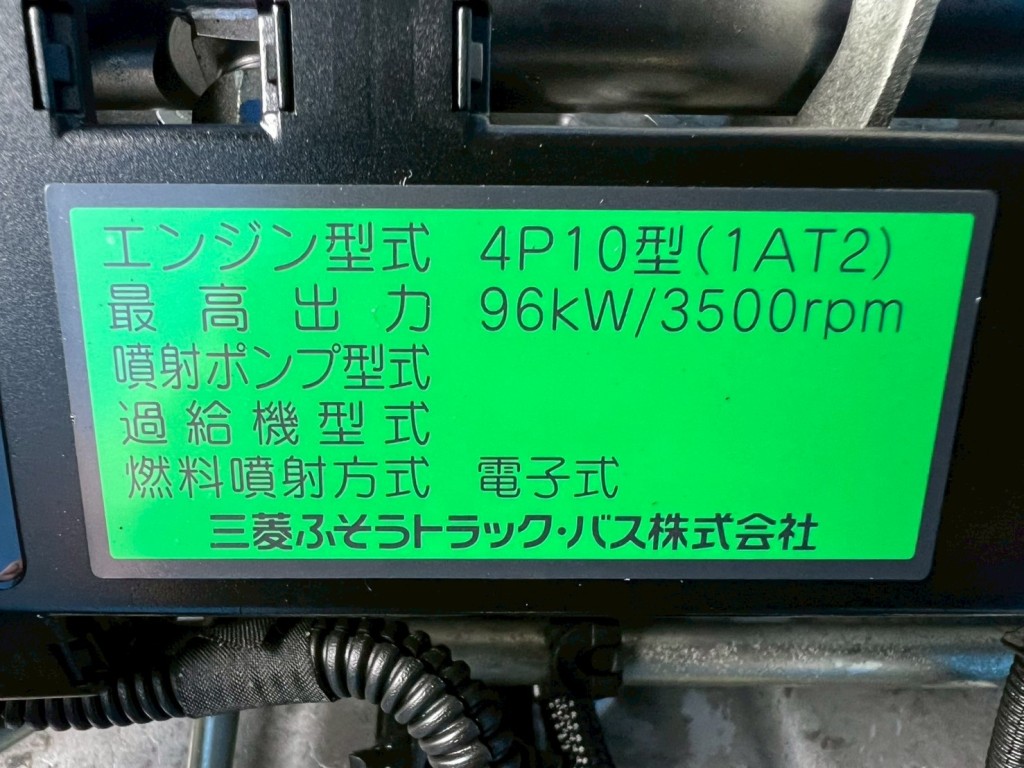 エンジン型式 4P10型(1AT2)
最高出力 96kW/3500rpm
噴射ポンプ型式
過給機型式
燃料噴射方式 電子式
三菱ふそうトラック・バス株式会社